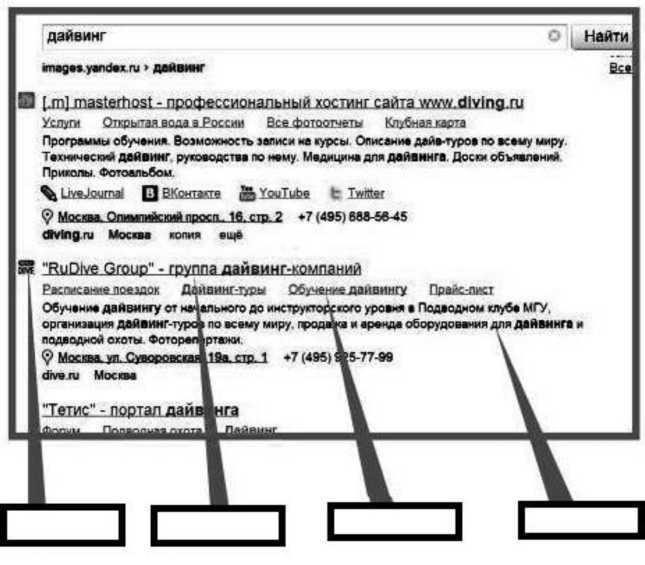 дайвинг
Найти
images.yandex.ru > дайвинг
Все
[.m] masterhost - профессиональный хостинг сайта www.diving.ru
Услуги Открытая вода в России Все фотоотчеты Клубная карта
Программы обучения. Возможность записи на курсы. Описание дайв-туров по всему миру.
Технический дайвинг, руководства по нему. Медицина для дайвинга. Доски объявлений.
Приколы. Фотоальбом.
LiveJournal В ВКонтакте YouTube Twitter
Москва, Олимпийский просп., 16, стр. 2 +7 (495) 688-56-45
diving.ru Москва копия ещё
DIVE "RuDive Group" - группа дайвинг-компаний
Расписание поездок Дайвинг-туры Обучение дайвингу Прайс-лист
Обучение дайвингу от начального до инструкторского уровня в Подводном клубе МГУ,
организация дайвинг-туров по всему миру, продажа и аренда оборудования для дайвинга и
подводной охоты. Фоторепортажи.
Москва, ул. Суворовская, 19а, стр. 1 +7 (495) 925-77-99
dive.ru Москва
"Тетис" - портал дайвинга
Форум Подводная охота Дайвинг